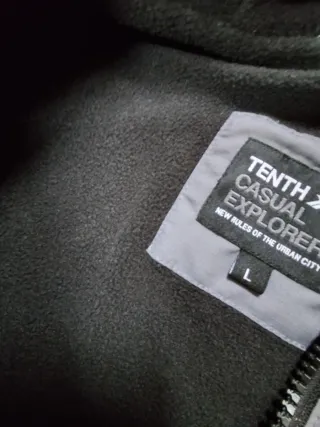 TENTH
CASUAL
EXPLORER
NEW RULES OF THE URBAN CITY
L